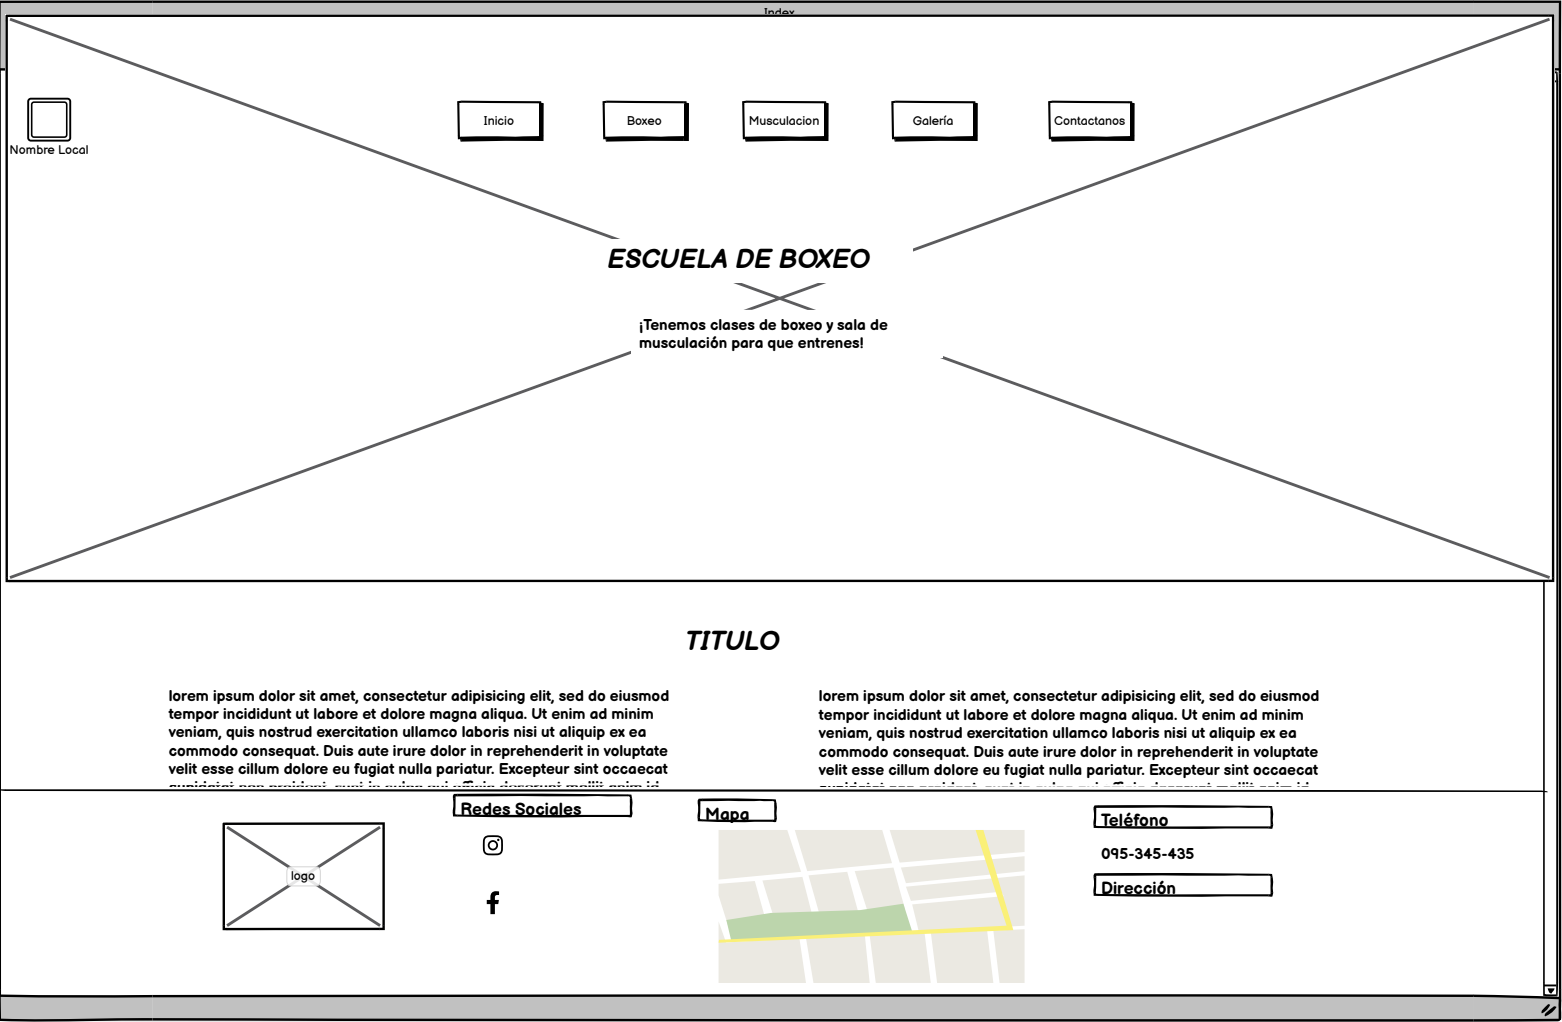 Index
Inicio
Boxeo
Musculacion
Galería
Contactanos
Nombre Local
ESCUELA DE BOXEO
¡Tenemos clases de boxeo y sala de
musculación para que entrenes!
TITULO
lorem ipsum dolor sit amet, consectetur adipisicing elit, sed do eiusmod
tempor incididunt ut labore et dolore magna aliqua. Ut enim ad minim
veniam, quis nostrud exercitation ullamco laboris nisi ut aliquip ex ea
commodo consequat. Duis aute irure dolor in reprehenderit in voluptate
velit esse cillum dolore eu fugiat nulla pariatur. Excepteur sint occaecat
lorem ipsum dolor sit amet, consectetur adipisicing elit, sed do eiusmod
tempor incididunt ut labore et dolore magna aliqua. Ut enim ad minim
veniam, quis nostrud exercitation ullamco laboris nisi ut aliquip ex ea
commodo consequat. Duis aute irure dolor in reprehenderit in voluptate
velit esse cillum dolore eu fugiat nulla pariatur. Excepteur sint occaecat
logo
Redes Sociales
Mapa
Teléfono
095-345-435
Dirección